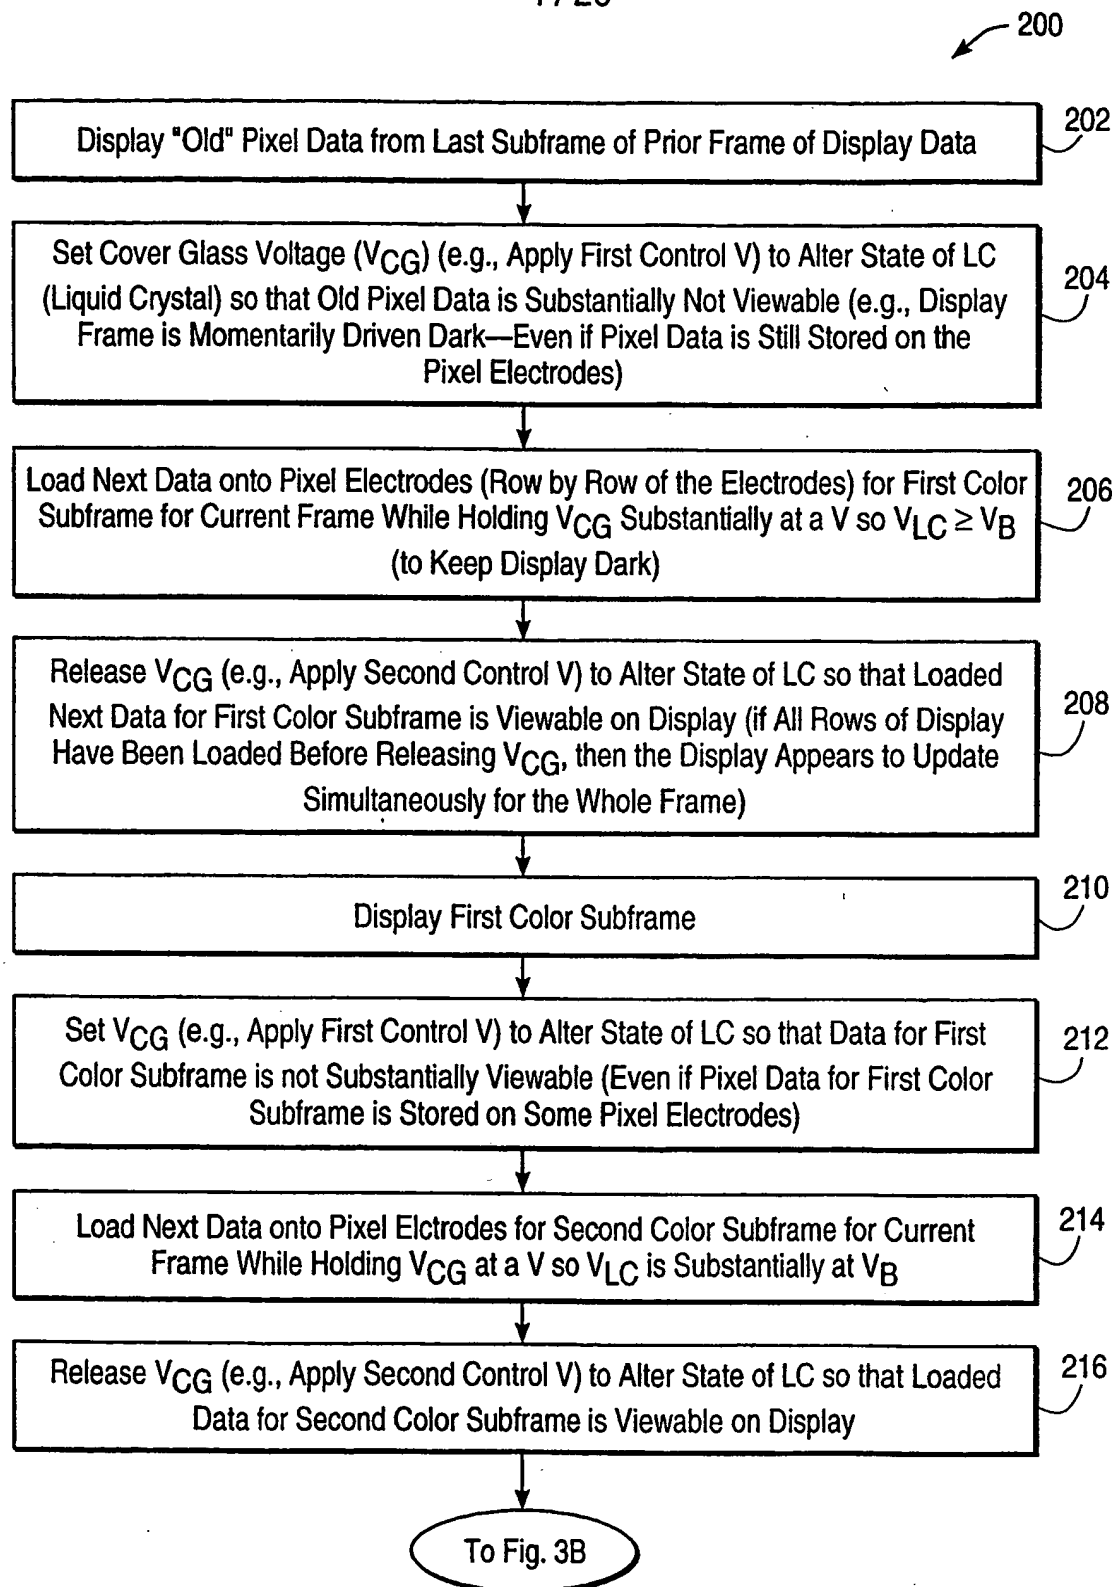 200
Display "Old" Pixel Data from Last Subframe of Prior Frame of Display Data
202
Set Cover Glass Voltage (VCG) (e.g., Apply First Control V) to Alter State of LC
(Liquid Crystal) so that Old Pixel Data is Substantially Not Viewable (e.g., Display
Frame is Momentarily Driven Dark—Even if Pixel Data is Still Stored on the
Pixel Electrodes)
204
Load Next Data onto Pixel Electrodes (Row by Row of the Electrodes) for First Color
Subframe for Current Frame While Holding VCG Substantially at a V so VLC ≥ VB
(to Keep Display Dark)
206
Release VCG (e.g., Apply Second Control V) to Alter State of LC so that Loaded
Next Data for First Color Subframe is Viewable on Display (if All Rows of Display
Have Been Loaded Before Releasing VCG, then the Display Appears to Update
Simultaneously for the Whole Frame)
208
Display First Color Subframe
210
Set VCG (e.g., Apply First Control V) to Alter State of LC so that Data for First
Color Subframe is not Substantially Viewable (Even if Pixel Data for First Color
Subframe is Stored on Some Pixel Electrodes)
212
Load Next Data onto Pixel Elctrodes for Second Color Subframe for Current
Frame While Holding VCG at a V so VLC is Substantially at VB
214
Release VCG (e.g., Apply Second Control V) to Alter State of LC so that Loaded
Data for Second Color Subframe is Viewable on Display
216
To Fig. 3B